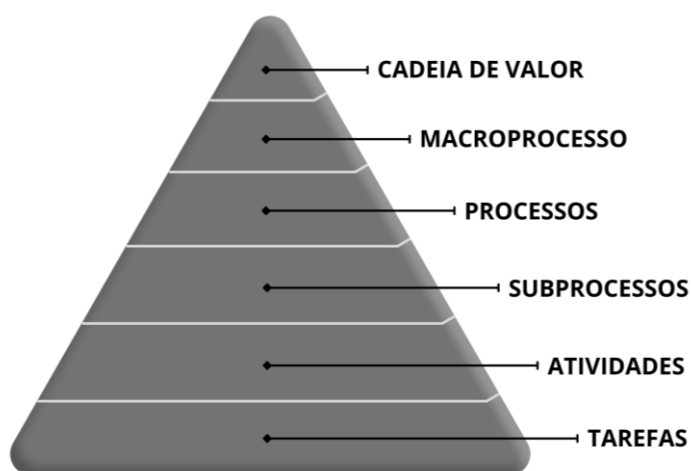 CADEIA DE VALOR
MACROPROCESSO
PROCESSOS
SUBPROCESSOS
ATIVIDADES
TAREFAS